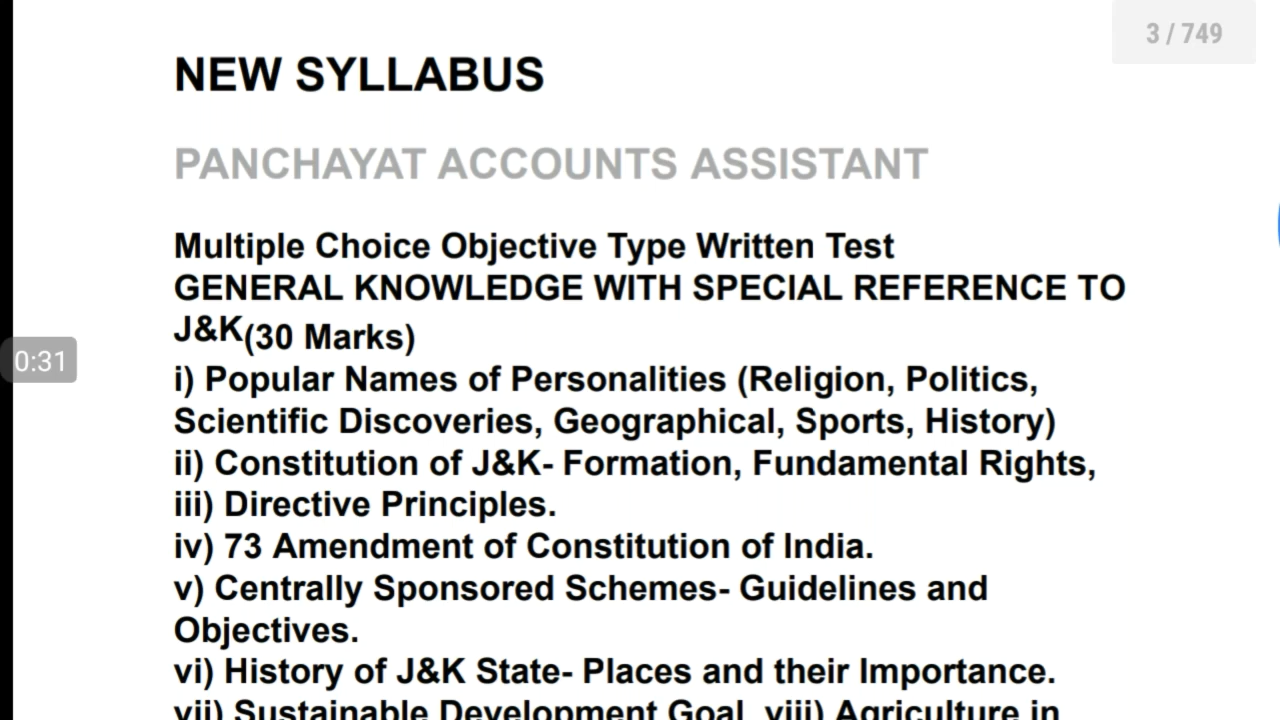 3 / 749
NEW SYLLABUS
PANCHAYAT ACCOUNTS ASSISTANT
Multiple Choice Objective Type Written Test
GENERAL KNOWLEDGE WITH SPECIAL REFERENCE TO
J&K(30 Marks)
0:31
i) Popular Names of Personalities (Religion, Politics,
Scientific Discoveries, Geographical, Sports, History)
ii) Constitution of J&K- Formation, Fundamental Rights,
iii) Directive Principles.
iv) 73 Amendment of Constitution of India.
v) Centrally Sponsored Schemes- Guidelines and
Objectives.
vi) History of J&K State- Places and their Importance.
vii) Sustainable Development Goal. viii) Agriculture in